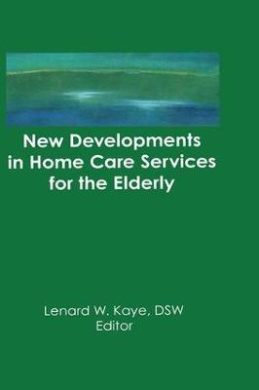 New Developments
in Home Care Services
for the Elderly
Lenard W. Kaye, DSW
Editor